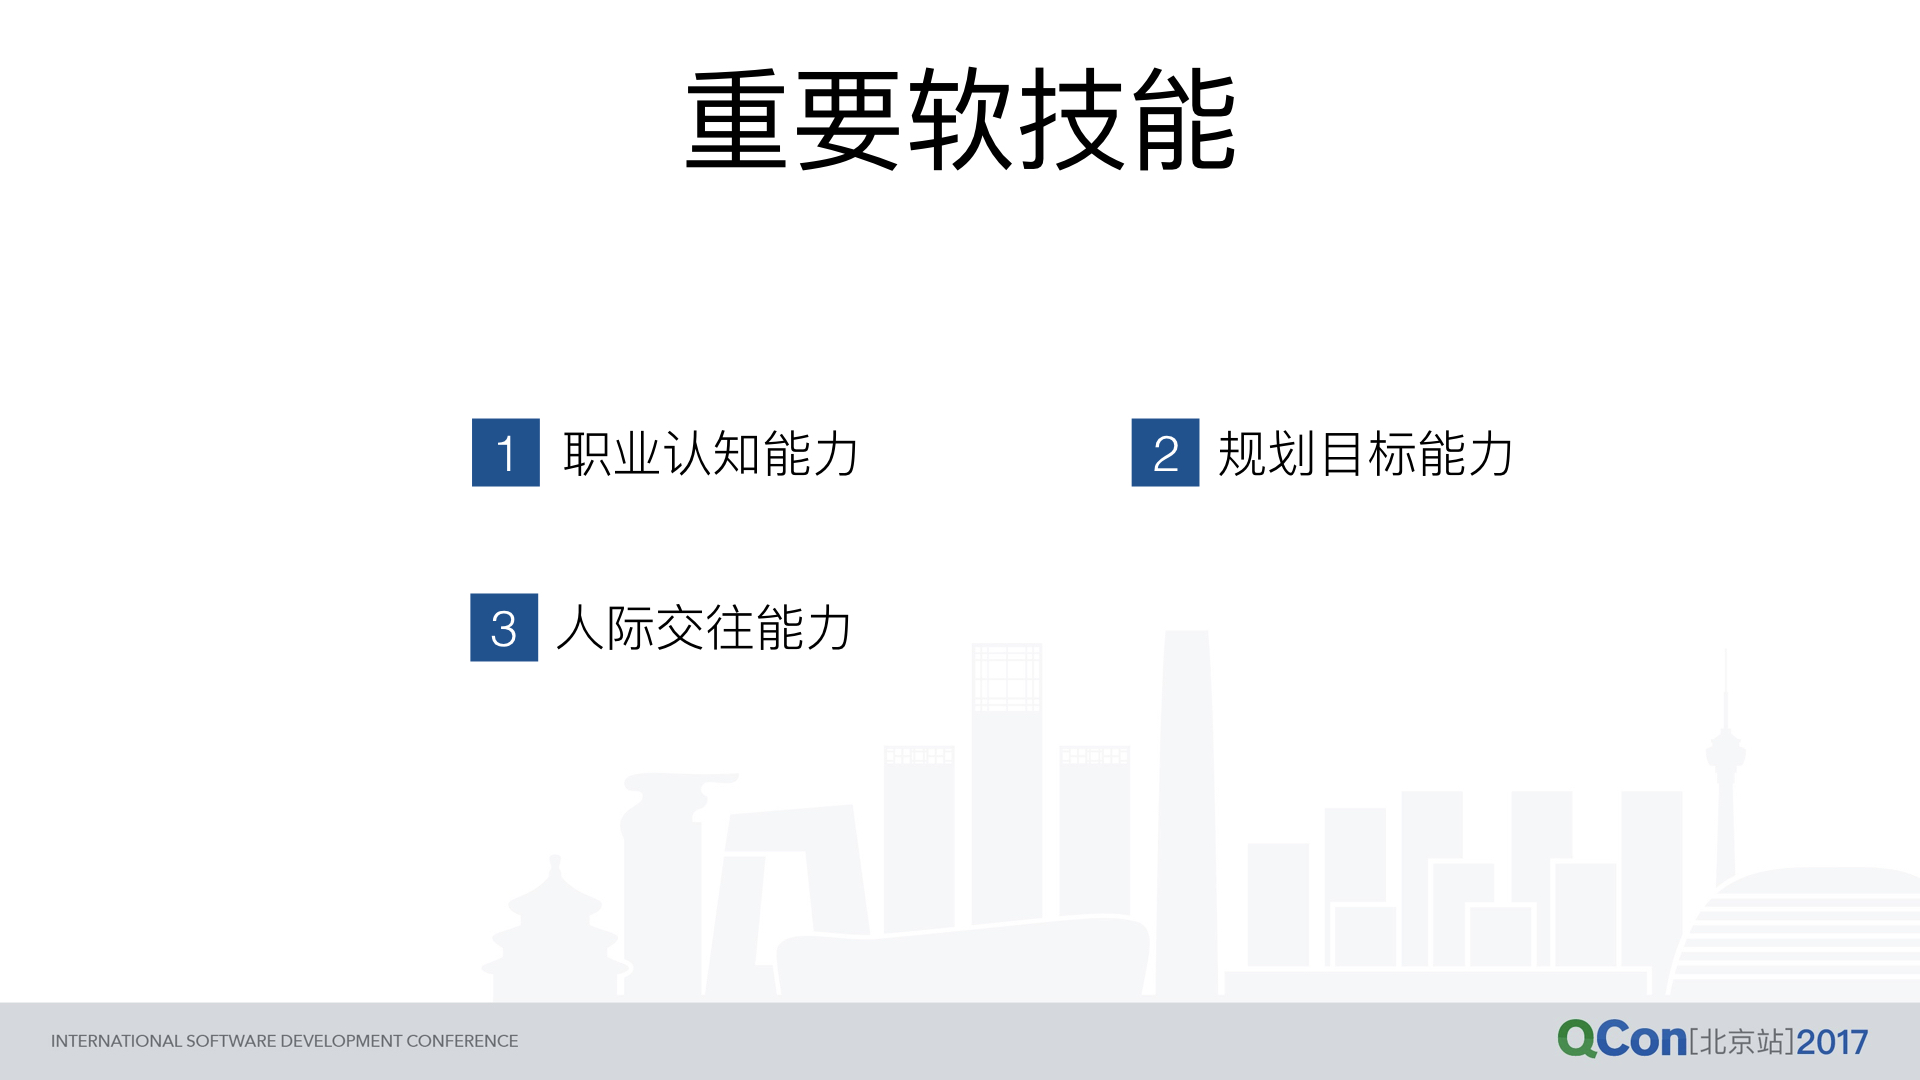 重要软技能
1 职业认知能力
2 规划目标能力
3 人际交往能力
INTERNATIONAL SOFTWARE DEVELOPMENT CONFERENCE
QCon[北京站]2017